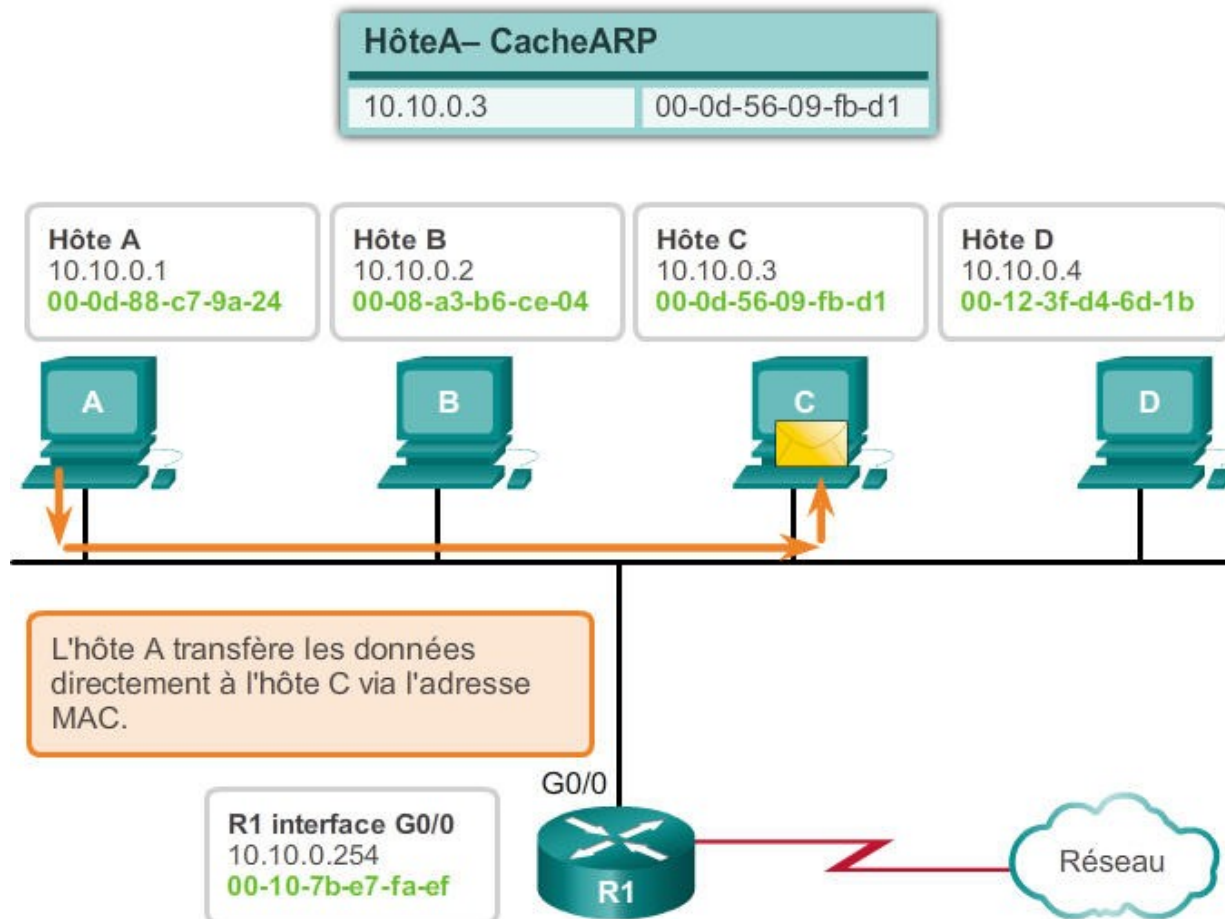 HôteA– CacheARP
10.10.0.3 00-0d-56-09-fb-d1
Hôte A
10.10.0.1
00-0d-88-c7-9a-24
Hôte B
10.10.0.2
00-08-a3-b6-ce-04
Hôte C
10.10.0.3
00-0d-56-09-fb-d1
Hôte D
10.10.0.4
00-12-3f-d4-6d-1b
A
B
C
D
L'hôte A transfère les données
directement à l'hôte C via l'adresse
MAC.
G0/0
R1 interface G0/0
10.10.0.254
00-10-7b-e7-fa-ef
R1
Réseau